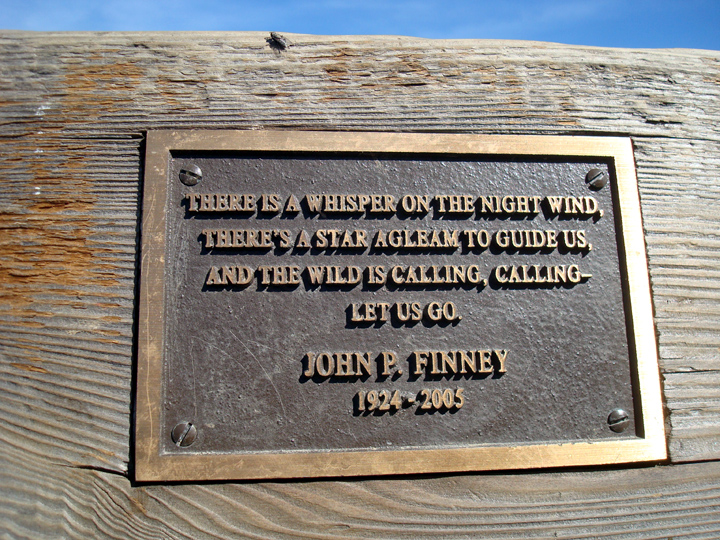 THERE IS A WHISPER ON THE NIGHT WIND,
THERE'S A STAR AGLEAM TO GUIDE US,
AND THE WILD IS CALLING, CALLING–
LET US GO.
JOHN P. FINNEY
1924 - 2005